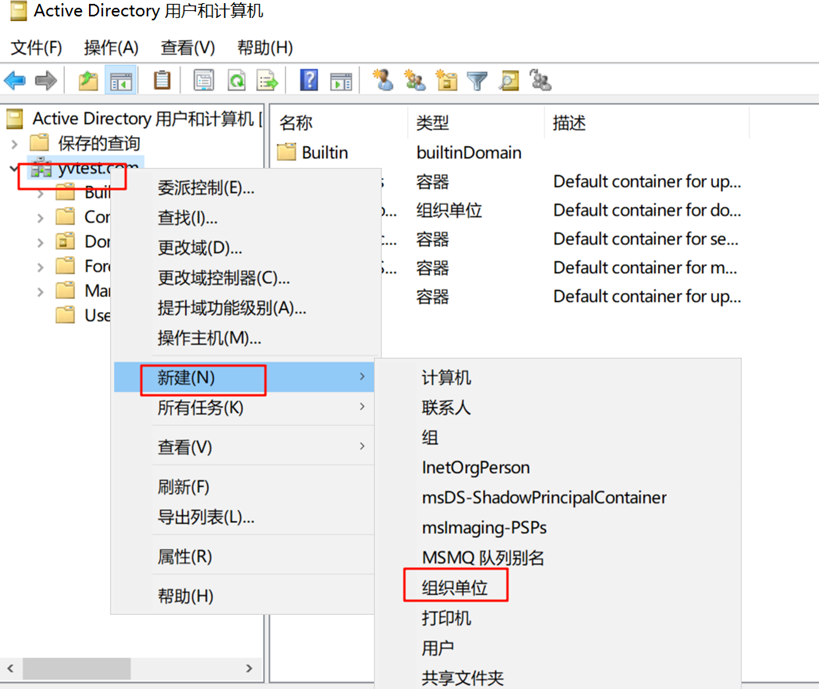 Active Directory 用户和计算机
文件(F) 操作(A) 查看(V) 帮助(H)
Active Directory 用户和计算机 [
保存的查询
yvtest.com
Buil
Con
Dor
Fore
Mar
Use
名称 类型 描述
Builtin builtinDomain
容器 Default container for up...
组织单位 Default container for do...
容器 Default container for se...
容器 Default container for m...
容器 Default container for up...
委派控制(E)...
查找(I)...
更改域(D)...
更改域控制器(C)...
提升域功能级别(A)...
操作主机(M)...
新建(N)
所有任务(K)
查看(V)
刷新(F)
导出列表(L)...
属性(R)
帮助(H)
计算机
联系人
组
InetOrgPerson
msDS-ShadowPrincipalContainer
msImaging-PSPs
MSMQ 队列别名
组织单位
打印机
用户
共享文件夹